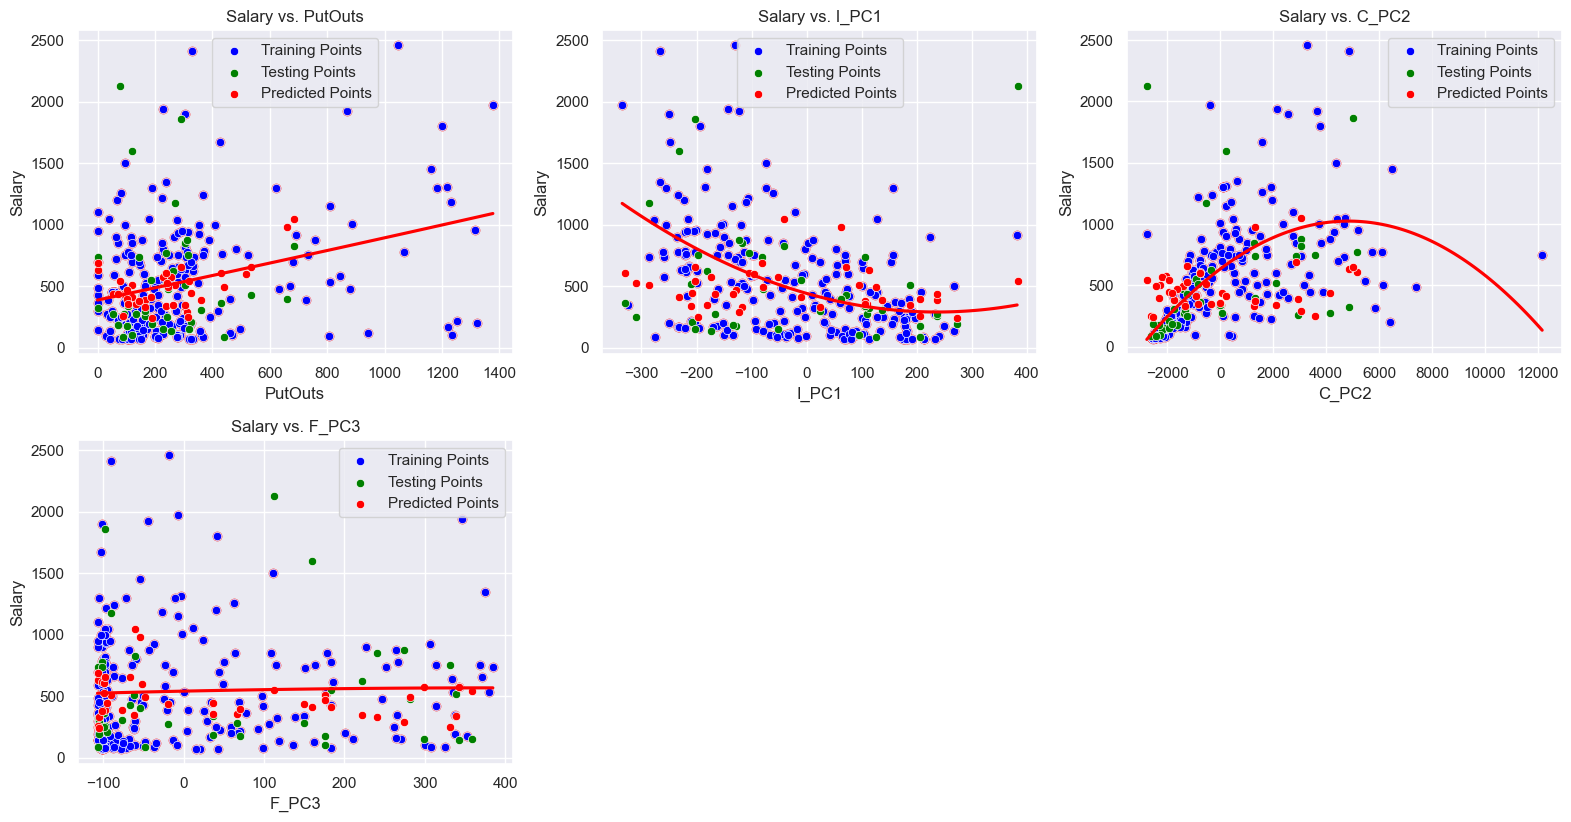 Salary vs. PutOuts
2500
2000
1500
1000
500
0
Salary
Training Points
Testing Points
Predicted Points
0
200
400
600
800
1000
1200
1400
PutOuts
Salary vs. I_PC1
2500
2000
1500
1000
500
0
Salary
Training Points
Testing Points
Predicted Points
−300
−200
−100
0
100
200
300
400
I_PC1
Salary vs. C_PC2
2500
2000
1500
1000
500
0
Salary
Training Points
Testing Points
Predicted Points
−2000
0
2000
4000
6000
8000
10000
12000
C_PC2
Salary vs. F_PC3
2500
2000
1500
1000
500
0
Salary
Training Points
Testing Points
Predicted Points
−100
0
100
200
300
400
F_PC3